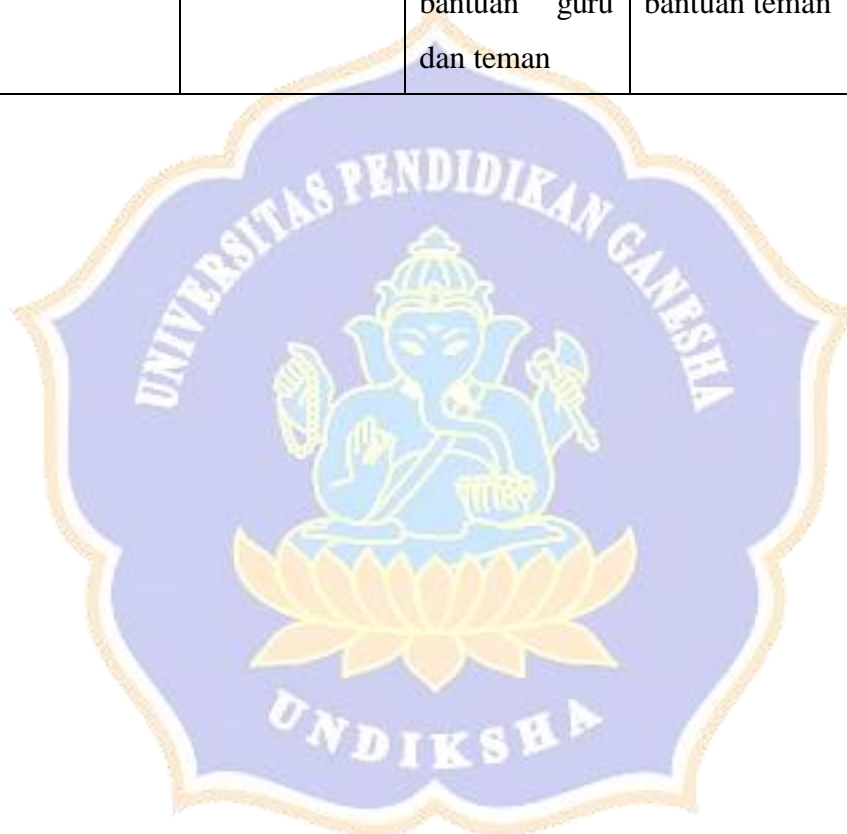 bantuan guru
bantuan teman
dan teman
UNIVERSITAS PENDIDIKAN GANESHA
UNDIKSHA